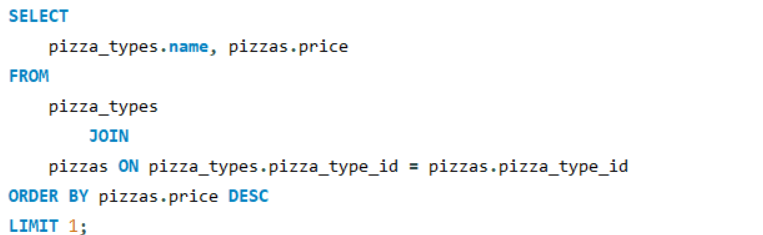 SELECT
    pizza_types.name, pizzas.price
FROM
    pizza_types
        JOIN
    pizzas ON pizza_types.pizza_type_id = pizzas.pizza_type_id
ORDER BY pizzas.price DESC
LIMIT 1;